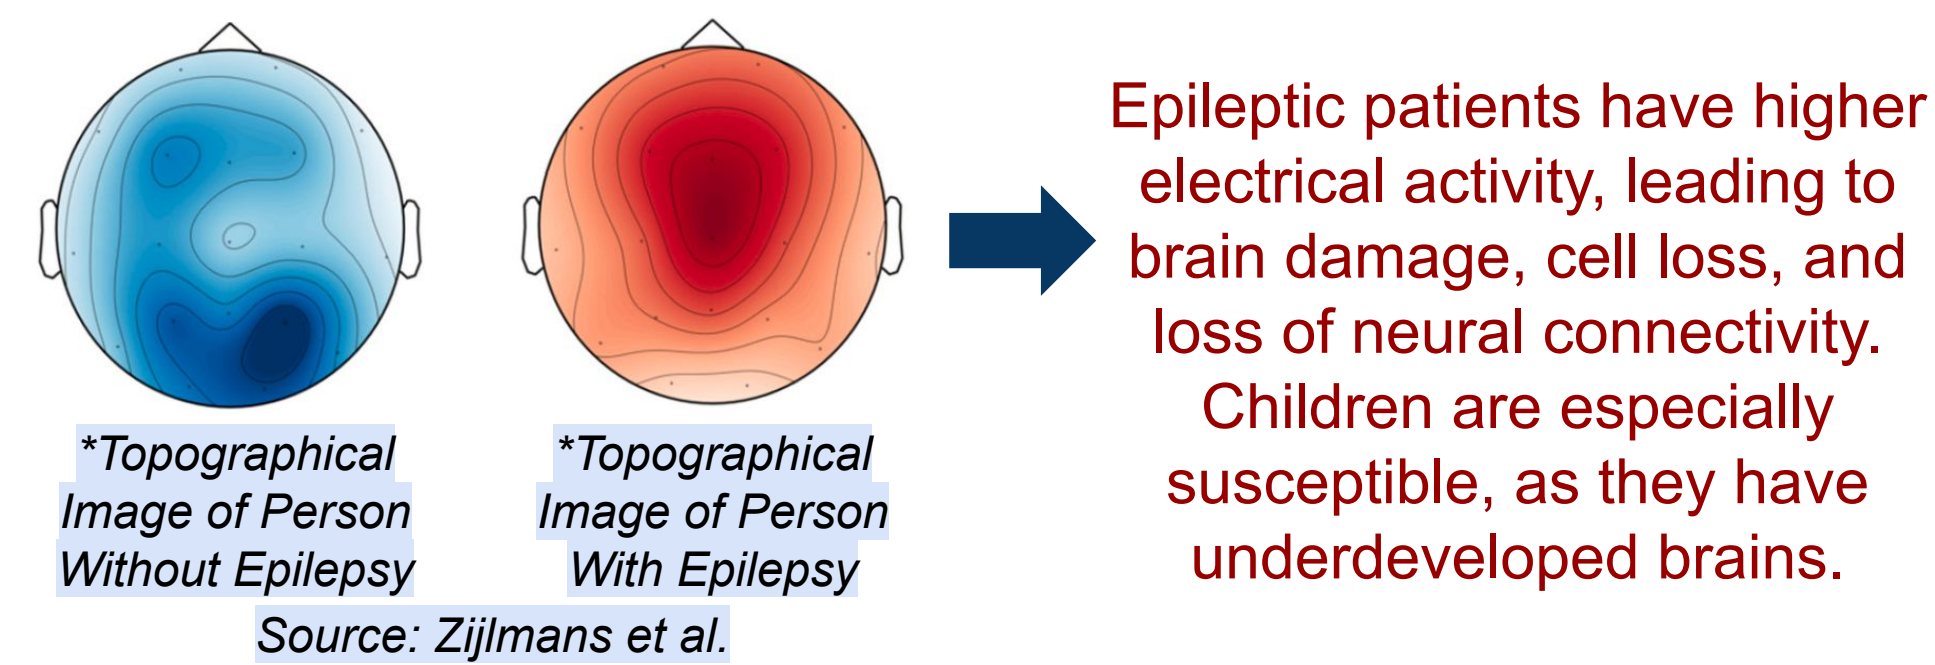 *Topographical
Image of Person
Without Epilepsy
*Topographical
Image of Person
With Epilepsy
Source: Zijlmans et al.
Epileptic patients have higher
electrical activity, leading to
brain damage, cell loss, and
loss of neural connectivity.
Children are especially
susceptible, as they have
underdeveloped brains.